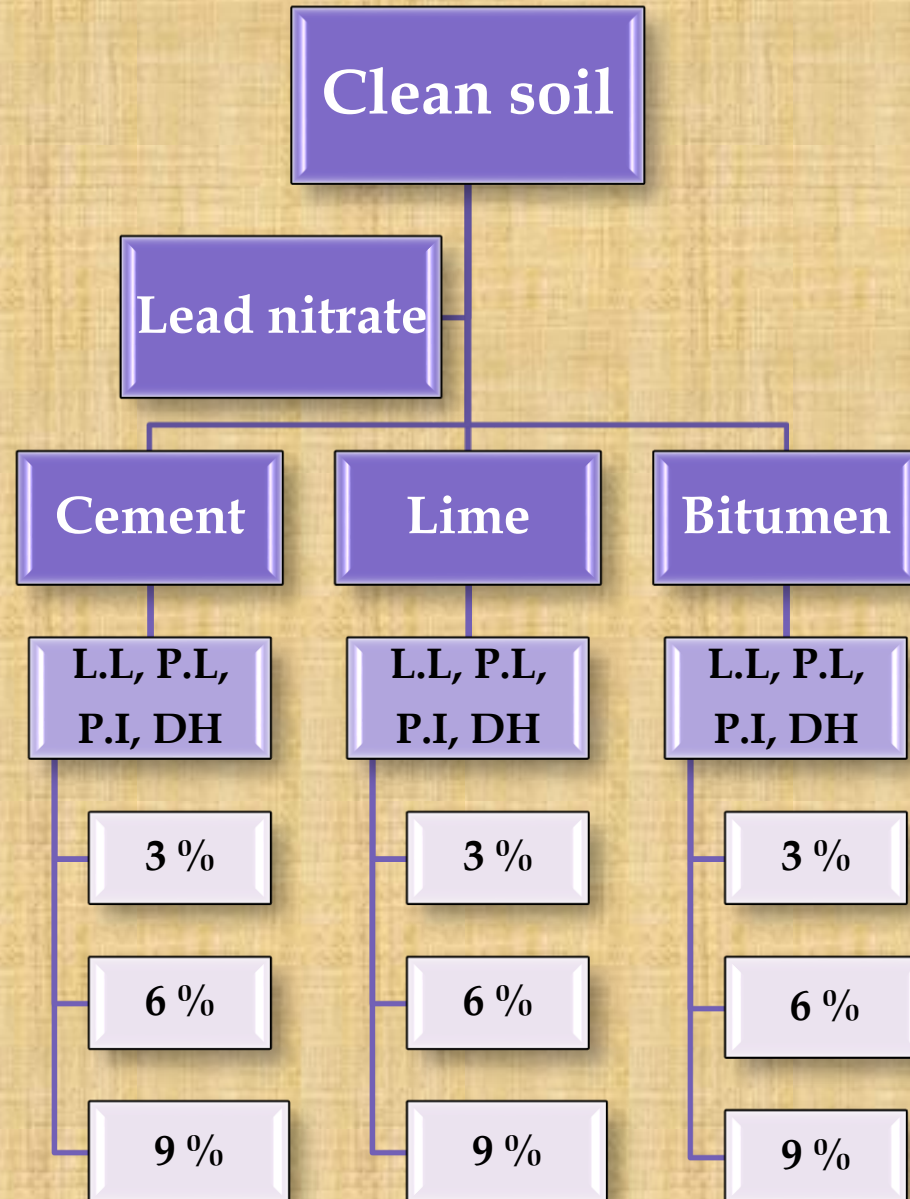 Clean soil
Lead nitrate
Cement
Lime
Bitumen
L.L, P.L,
P.I, DH
L.L, P.L,
P.I, DH
L.L, P.L,
P.I, DH
3 %
3 %
3 %
6 %
6 %
6 %
9 %
9 %
9 %